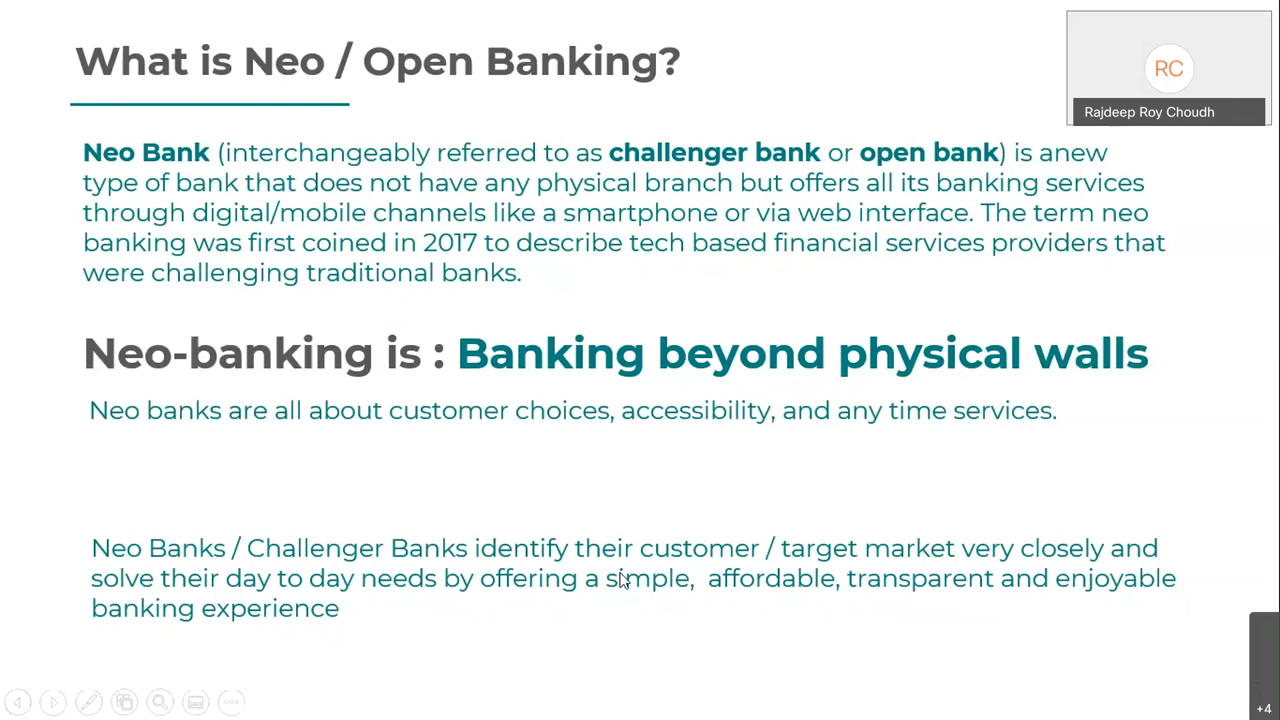 What is Neo / Open Banking?
RC
Rajdeep Roy Choudh
Neo Bank (interchangeably referred to as challenger bank or open bank) is anew
type of bank that does not have any physical branch but offers all its banking services
through digital/mobile channels like a smartphone or via web interface. The term neo
banking was first coined in 2017 to describe tech based financial services providers that
were challenging traditional banks.
Neo-banking is : Banking beyond physical walls
Neo banks are all about customer choices, accessibility, and any time services.
Neo Banks / Challenger Banks identify their customer / target market very closely and
solve their day to day needs by offering a simple,  affordable, transparent and enjoyable
banking experience
+4